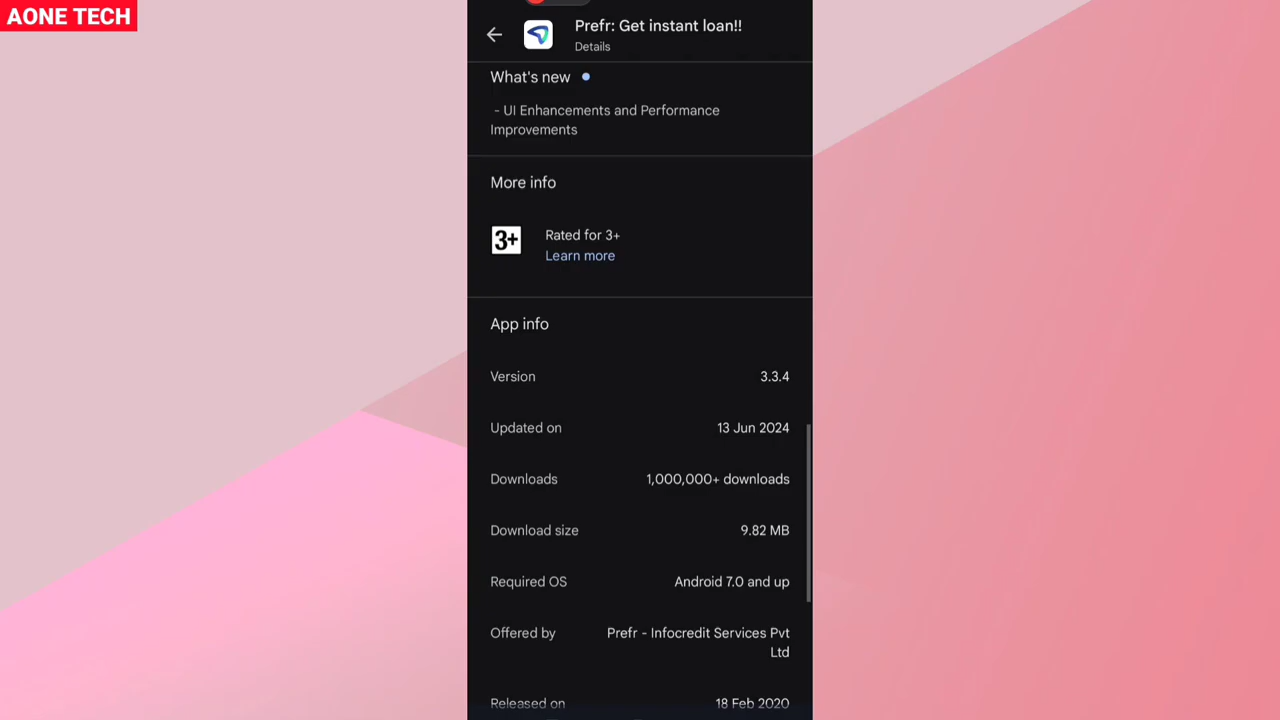 AONE TECH
Prefr: Get instant loan!!
Details
What's new
- UI Enhancements and Performance
Improvements
More info
3+
Rated for 3+
Learn more
App info
Version 3.3.4
Updated on 13 Jun 2024
Downloads 1,000,000+ downloads
Download size 9.82 MB
Required OS Android 7.0 and up
Offered by Prefr - Infocredit Services Pvt
Ltd
Released on 18 Feb 2020